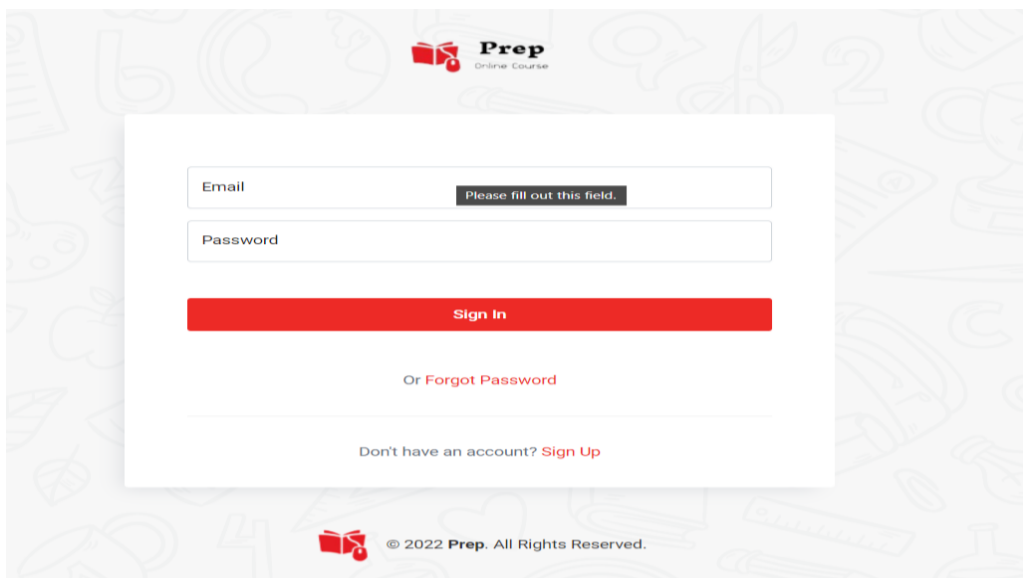 Prep
Online Course
Email
Please fill out this field.
Password
Sign In
Or Forgot Password
Don't have an account? Sign Up
© 2022 Prep. All Rights Reserved.